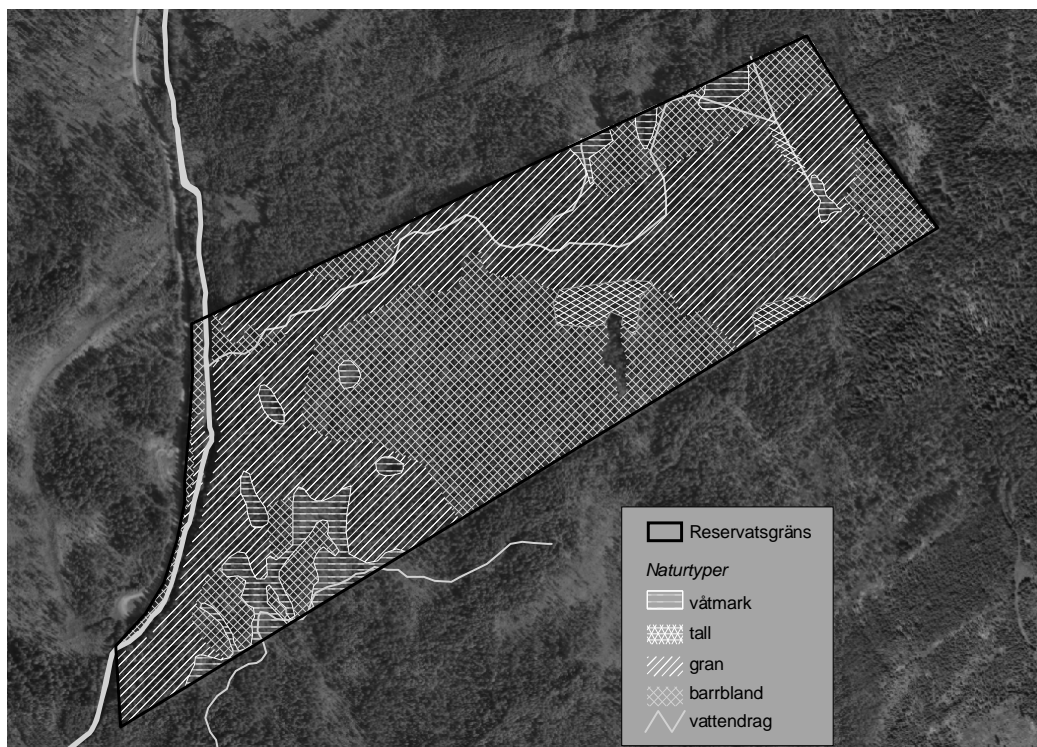 Reservatsgräns
Naturtyper
våtmark
tall
gran
barrbland
vattendrag